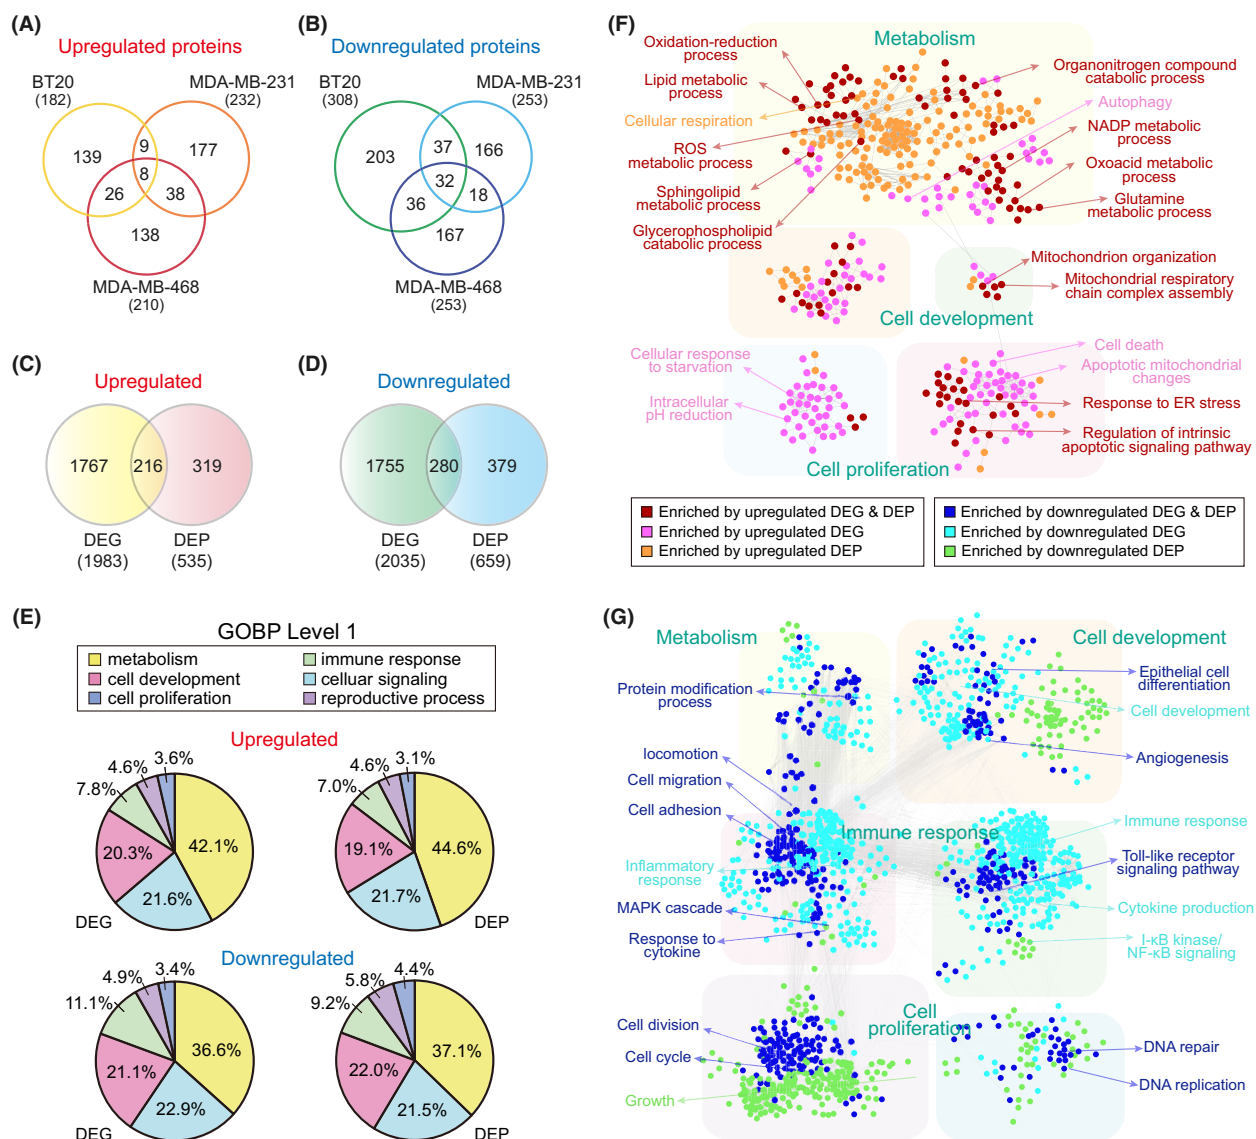 (A)
Upregulated proteins
BT20
(182)
MDA-MB-231
(232)
139
9
177
8
26
38
138
MDA-MB-468
(210)
(B)
Downregulated proteins
BT20
(308)
MDA-MB-231
(253)
203
37
166
32
36
18
167
MDA-MB-468
(253)
(C)
Upregulated
1767
216
319
DEG
(1983)
DEP
(535)
(D)
Downregulated
1755
280
379
DEG
(2035)
DEP
(659)
(E)
GOBP Level 1
metabolism
immune response
cell development
celluar signaling
cell proliferation
reproductive process
Upregulated
7.8%
4.6%
3.6%
42.1%
20.3%
21.6%
DEG
7.0%
4.6%
3.1%
44.6%
19.1%
21.7%
DEP
Downregulated
11.1%
4.9%
3.4%
36.6%
21.1%
22.9%
DEG
9.2%
5.8%
4.4%
37.1%
22.0%
21.5%
DEP
(F)
Metabolism
Oxidation-reduction
process
Lipid metabolic
process
Cellular respiration
ROS
metabolic process
Sphingolipid
metabolic process
Glycerophospholipid
catabolic process
Organonitrogen compound
catabolic process
Autophagy
NADP metabolic
process
Oxoacid metabolic
process
Glutamine
metabolic process
Mitochondrion organization
Mitochondrial respiratory
chain complex assembly
Cell development
Cellular response
to starvation
Intracellular
pH reduction
Cell death
Apoptotic mitochondrial
changes
Response to ER stress
Regulation of intrinsic
apoptotic signaling pathway
Cell proliferation
Enriched by upregulated DEG & DEP
Enriched by upregulated DEG
Enriched by upregulated DEP
Enriched by downregulated DEG & DEP
Enriched by downregulated DEG
Enriched by downregulated DEP
(G)
Metabolism
Cell development
Protein modification
process
Epithelial cell
differentiation
Cell development
Angiogenesis
locomotion
Cell migration
Cell adhesion
Immune response
Inflammatory
response
MAPK cascade
Response to
cytokine
Immune response
Toll-like receptor
signaling pathway
Cytokine production
I-κB kinase/
NF-κB signaling
Cell
proliferation
Cell division
Cell cycle
Growth
DNA repair
DNA replication